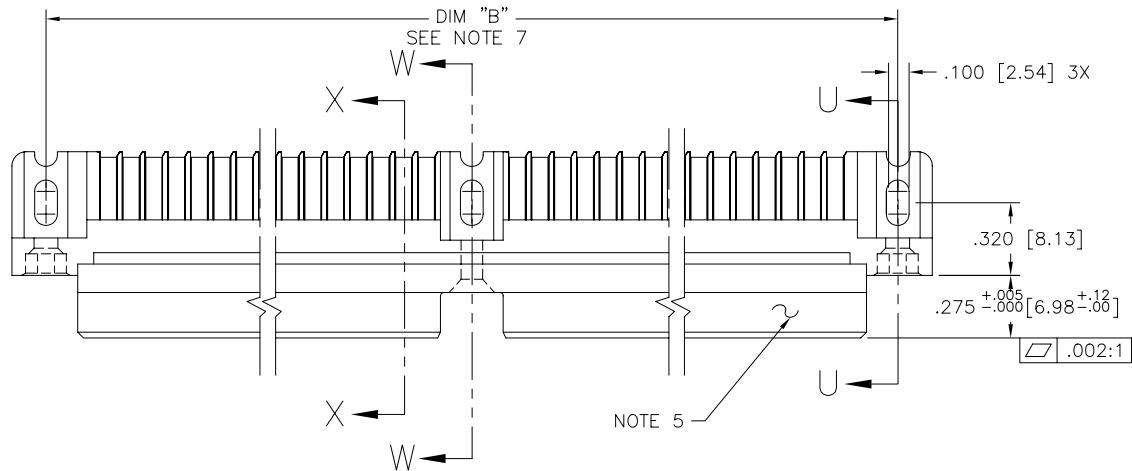 DIM "B"
SEE NOTE 7
W
.100 [2.54] 3X
X
U
.320 [8.13]
.275 +.005 -.000 [6.98 +.12 -.00]
.002:1
U
X
NOTE 5
W